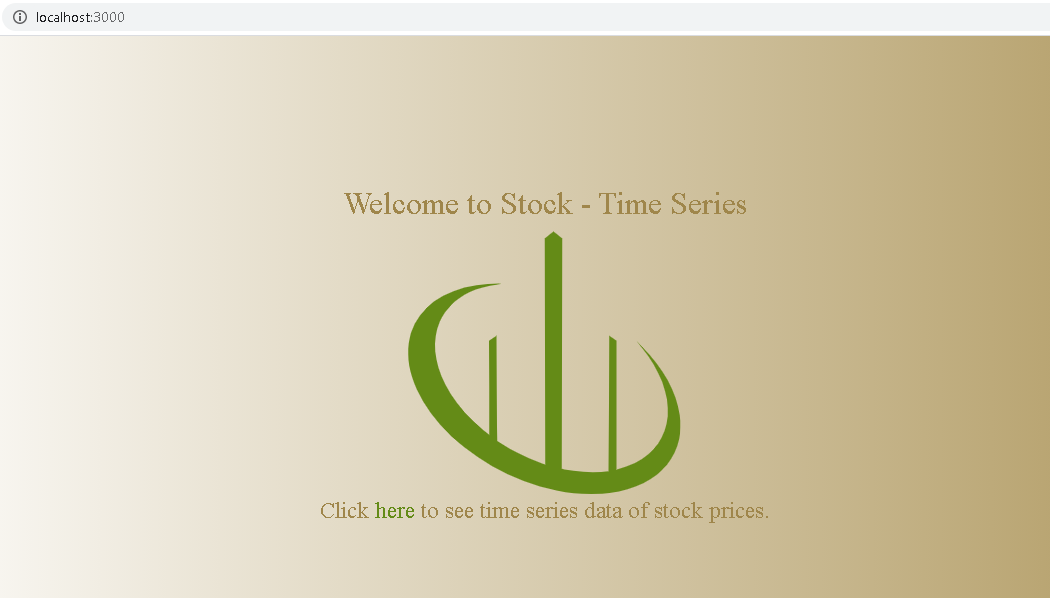 localhost:3000
Welcome to Stock - Time Series
Click here to see time series data of stock prices.